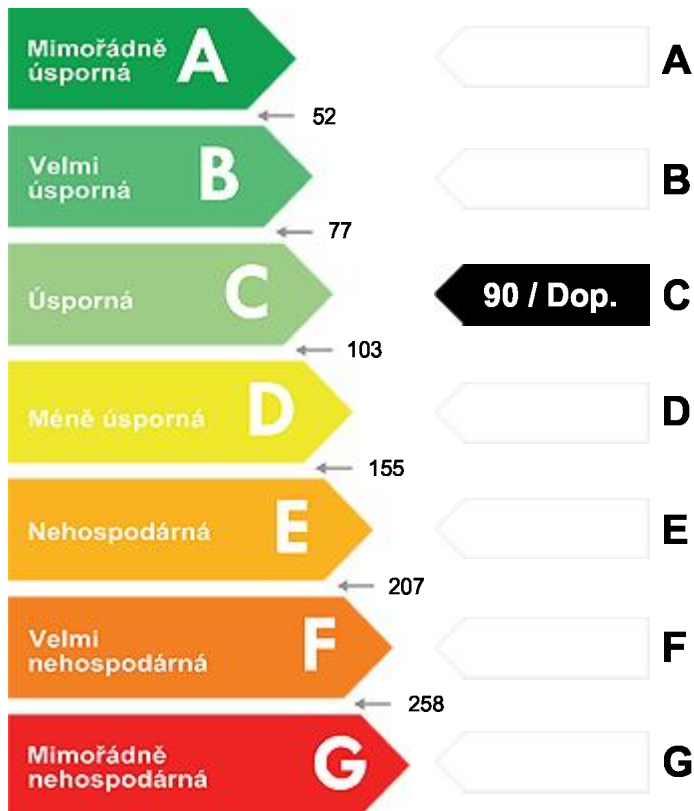 Mimořádně
úsporná
A
A
52
Velmi
úsporná
B
B
77
Úsporná
C
90 / Dop.
C
103
Méně úsporná
D
D
155
Nehospodárná
E
E
207
Velmi
nehospodárná
F
F
258
Mimořádně
nehospodárná
G
G